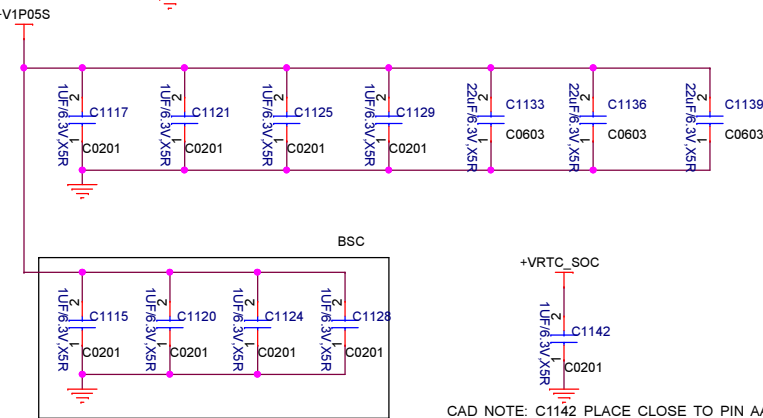 +V1P05S
1UF/6.3V,X5R 2 1 C1117 C0201
1UF/6.3V,X5R 2 1 C1121 C0201
1UF/6.3V,X5R 2 1 C1125 C0201
1UF/6.3V,X5R 2 1 C1129 C0201
22uF/6.3V,X5R 2 1 C1133 C0603
22uF/6.3V,X5R 2 1 C1136 C0603
22uF/6.3V,X5R 2 1 C1139 C0603
BSC
1UF/6.3V,X5R 2 1 C1115 C0201
1UF/6.3V,X5R 2 1 C1120 C0201
1UF/6.3V,X5R 2 1 C1124 C0201
1UF/6.3V,X5R 2 1 C1128 C0201
+VRTC_SOC
1UF/6.3V,X5R 2 1 C1142 C0201
CAD NOTE: C1142 PLACE CLOSE TO PIN